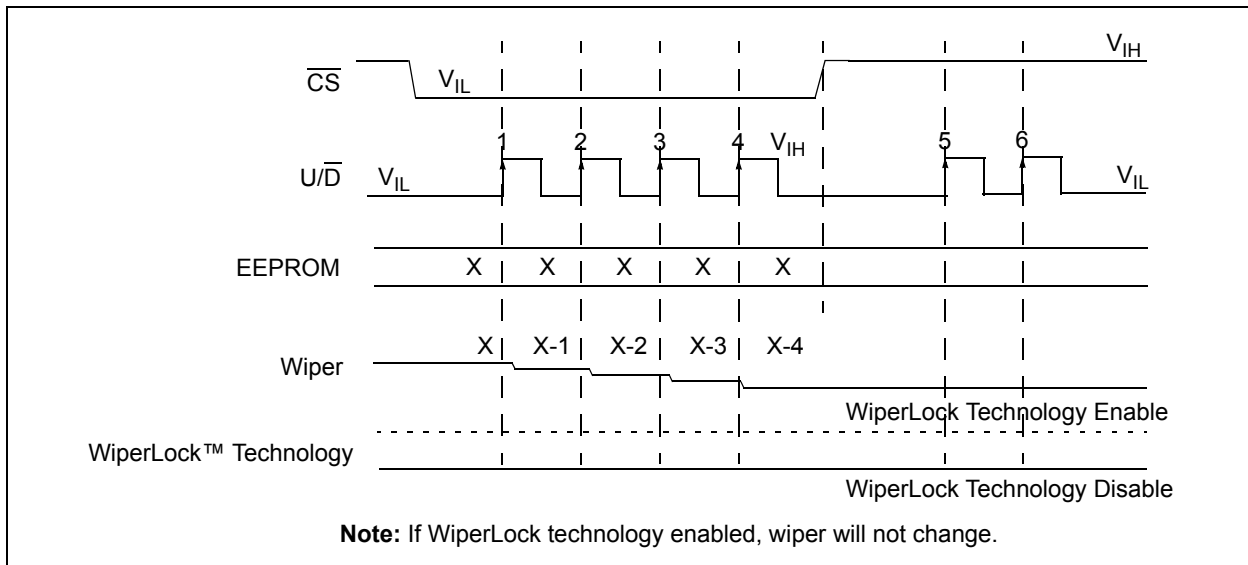 V_IH
CS V_IL
1 2 3 4 V_IH 5 6
U/D V_IL V_IL
EEPROM X X X X X
X X-1 X-2 X-3 X-4
Wiper
WiperLock Technology Enable
WiperLock™ Technology
WiperLock Technology Disable
Note: If WiperLock technology enabled, wiper will not change.